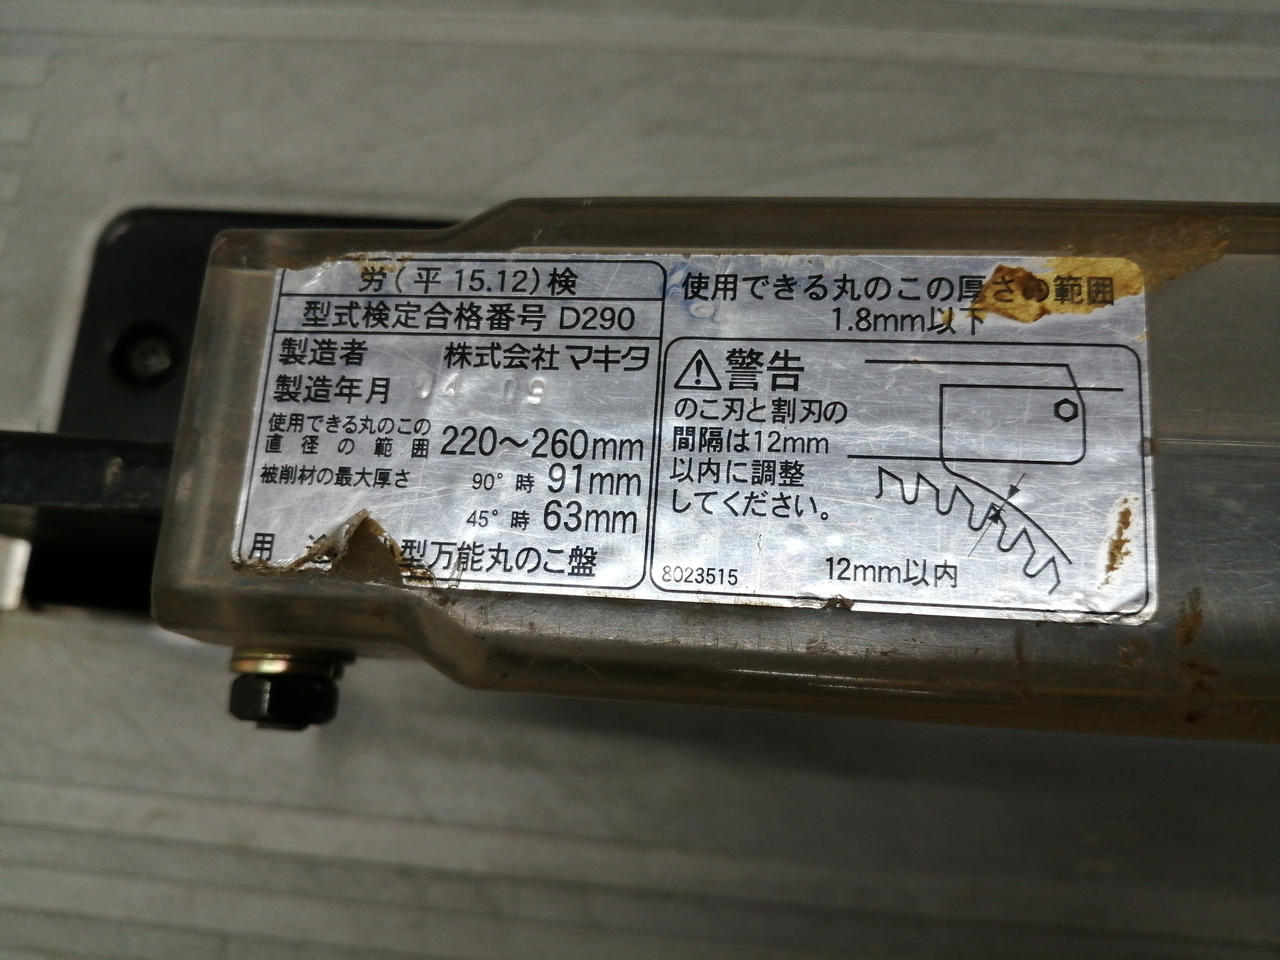 労(平 15.12)検
型式検定合格番号 D290
製造者 株式会社 マキタ
製造年月 04 09
使用できる丸のこの
直径の範囲 220～260mm
被削材の最大厚さ 90°時 91mm
45°時 63mm
用 型万能丸のこ盤
使用できる丸のこの厚さの範囲
1.8mm以下
警告
のこ刃と割刃の
間隔は12mm
以内に調整
してください。
8023515
12mm以内